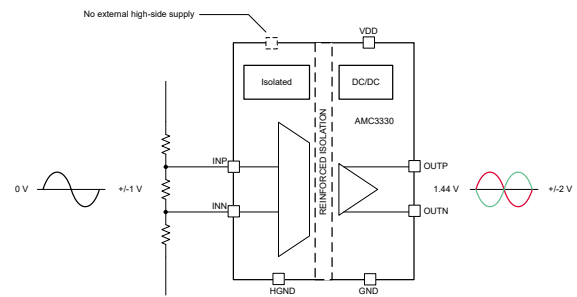 No external high-side supply
VDD
Isolated
DC/DC
REINFORCED ISOLATION
AMC3330
INP
OUTP
0 V
+/-1 V
1.44 V
+/-2 V
INN
OUTN
HGND
GND